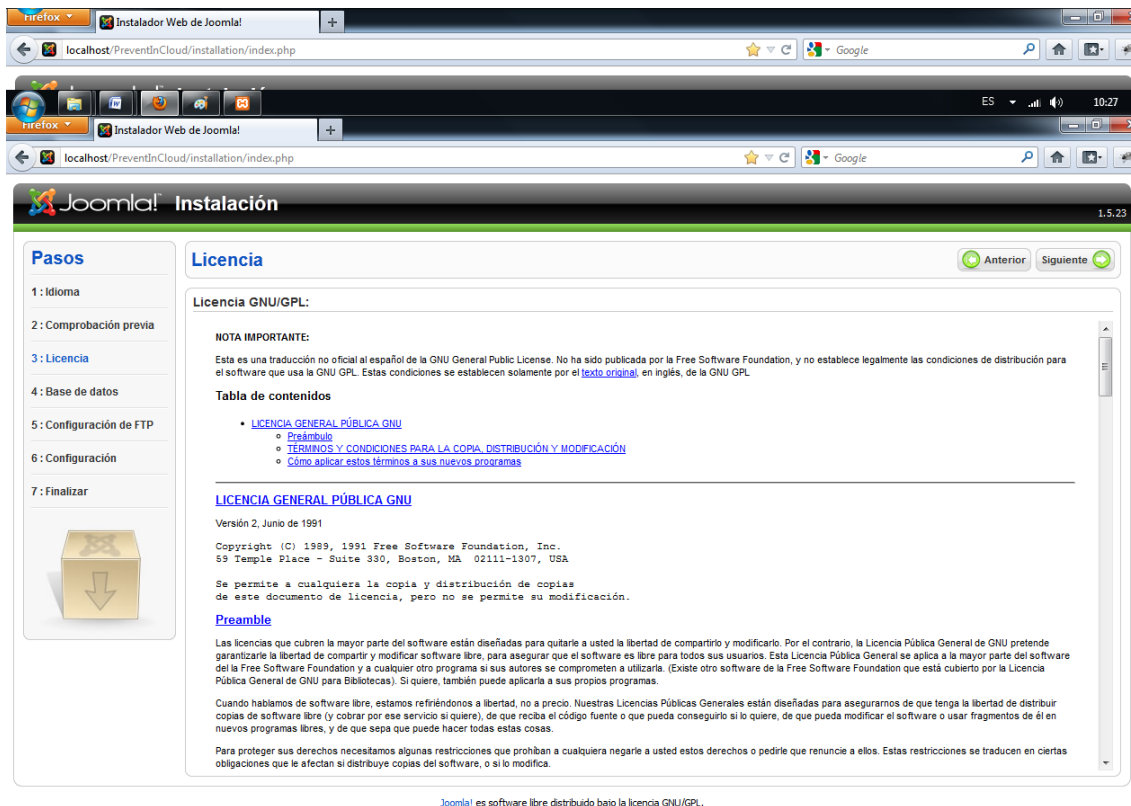 Firefox
Instalador Web de Joomla!
localhost/PreventInCloud/installation/index.php
Google
ES
10:27
Firefox
Instalador Web de Joomla!
localhost/PreventInCloud/installation/index.php
Google
Joomla! Instalación
1.5.23
Pasos
1 : Idioma
2 : Comprobación previa
3 : Licencia
4 : Base de datos
5 : Configuración de FTP
6 : Configuración
7 : Finalizar
Licencia
Anterior
Siguiente
Licencia GNU/GPL:
NOTA IMPORTANTE:
Esta es una traducción no oficial al español de la GNU General Public License. No ha sido publicada por la Free Software Foundation, y no establece legalmente las condiciones de distribución para
el software que usa la GNU GPL. Estas condiciones se establecen solamente por el texto original, en inglés, de la GNU GPL
Tabla de contenidos
• LICENCIA GENERAL PÚBLICA GNU
Preámbulo
TÉRMINOS Y CONDICIONES PARA LA COPIA, DISTRIBUCIÓN Y MODIFICACIÓN
Cómo aplicar estos términos a sus nuevos programas
LICENCIA GENERAL PÚBLICA GNU
Versión 2, Junio de 1991
Copyright (C) 1989, 1991 Free Software Foundation, Inc.
59 Temple Place - Suite 330, Boston, MA 02111-1307, USA
Se permite a cualquiera la copia y distribución de copias
de este documento de licencia, pero no se permite su modificación.
Preamble
Las licencias que cubren la mayor parte del software están diseñadas para quitarle a usted la libertad de compartirlo y modificarlo. Por el contrario, la Licencia Pública General de GNU pretende
garantizarle la libertad de compartir y modificar software libre, para asegurar que el software es libre para todos sus usuarios. Esta Licencia Pública General se aplica a la mayor parte del software
del la Free Software Foundation y a cualquier otro programa si sus autores se comprometen a utilizarla. (Existe otro software de la Free Software Foundation que está cubierto por la Licencia
Pública General de GNU para Bibliotecas). Si quiere, también puede aplicarla a sus propios programas.
Cuando hablamos de software libre, estamos refiriéndonos a libertad, no a precio. Nuestras Licencias Públicas Generales están diseñadas para asegurarnos de que tenga la libertad de distribuir
copias de software libre (y cobrar por ese servicio si quiere), de que reciba el código fuente o que pueda conseguirlo si lo quiere, de que pueda modificar el software o usar fragmentos de él en
nuevos programas libres, y de que sepa que puede hacer todas estas cosas.
Para proteger sus derechos necesitamos algunas restricciones que prohíban a cualquiera negarle a usted estos derechos o pedirle que renuncie a ellos. Estas restricciones se traducen en ciertas
obligaciones que le afectan si distribuye copias del software, o si lo modifica.
Joomla! es software libre distribuido bajo la licencia GNU/GPL.